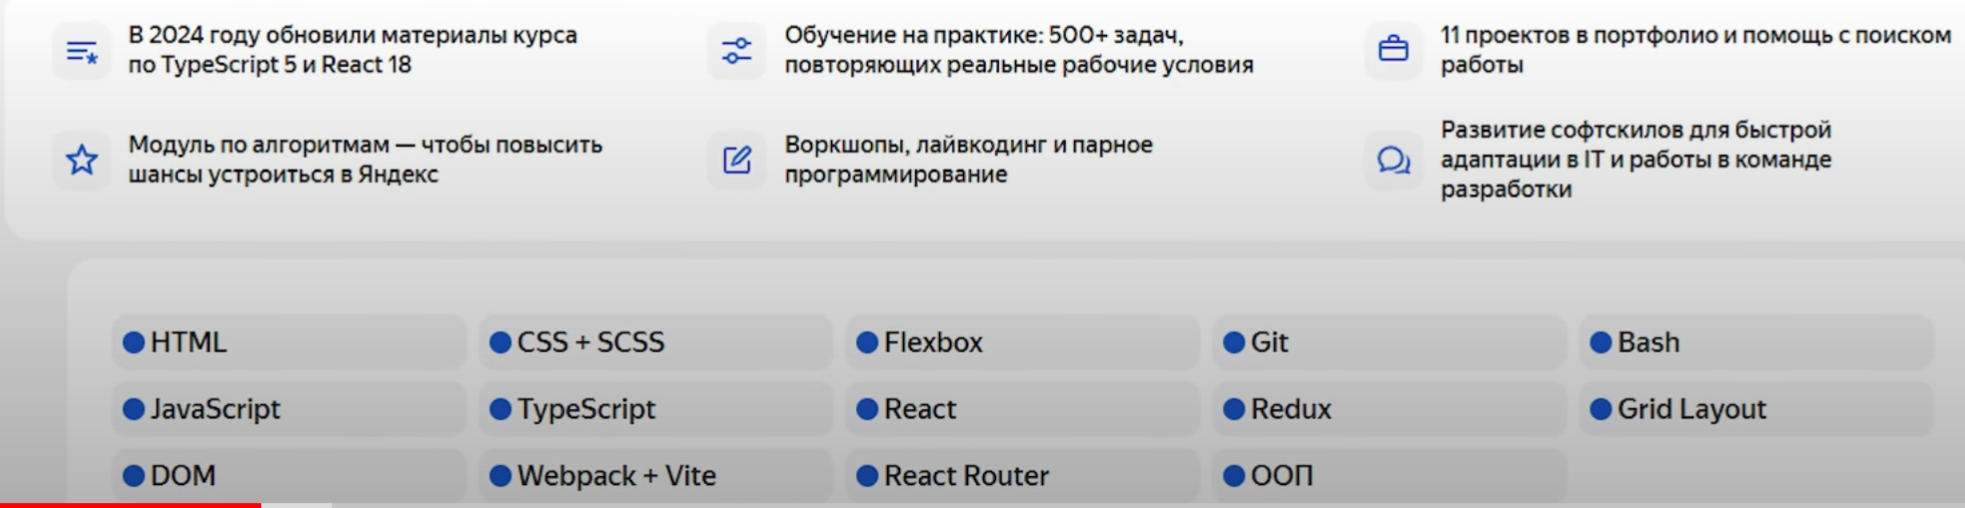 В 2024 году обновили материалы курса
по TypeScript 5 и React 18
Обучение на практике: 500+ задач,
повторяющих реальные рабочие условия
11 проектов в портфолио и помощь с поиском
работы
Модуль по алгоритмам — чтобы повысить
шансы устроиться в Яндекс
Воркшопы, лайвкодинг и парное
программирование
Развитие софтскилов для быстрой
адаптации в IT и работы в команде
разработки
HTML
CSS + SCSS
Flexbox
Git
Bash
JavaScript
TypeScript
React
Redux
Grid Layout
DOM
Webpack + Vite
React Router
ООП